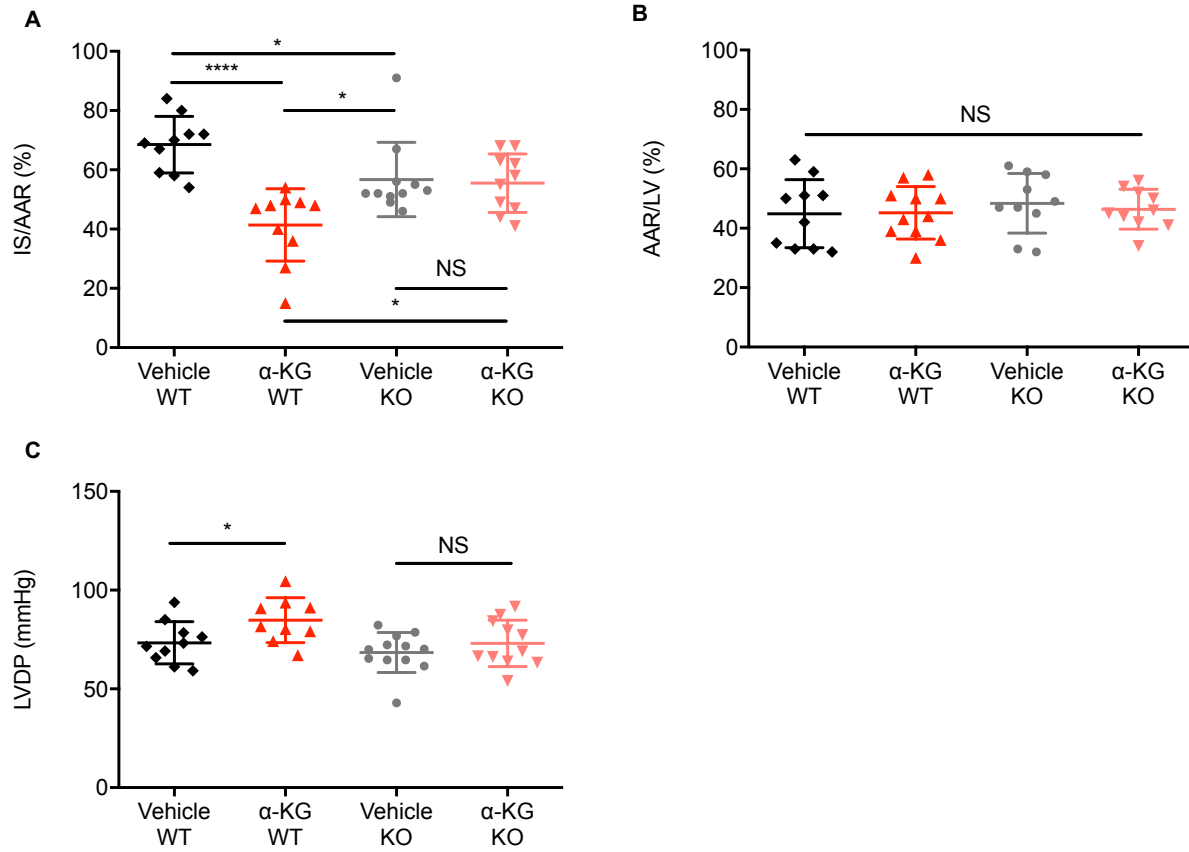 A
IS/AAR (%)
100
80
60
40
20
0
*
****
*
NS
*
Vehicle
WT
α-KG
WT
Vehicle
KO
α-KG
KO
B
AAR/LV (%)
100
80
60
40
20
0
NS
Vehicle
WT
α-KG
WT
Vehicle
KO
α-KG
KO
C
LVDP (mmHg)
150
100
50
0
*
NS
Vehicle
WT
α-KG
WT
Vehicle
KO
α-KG
KO